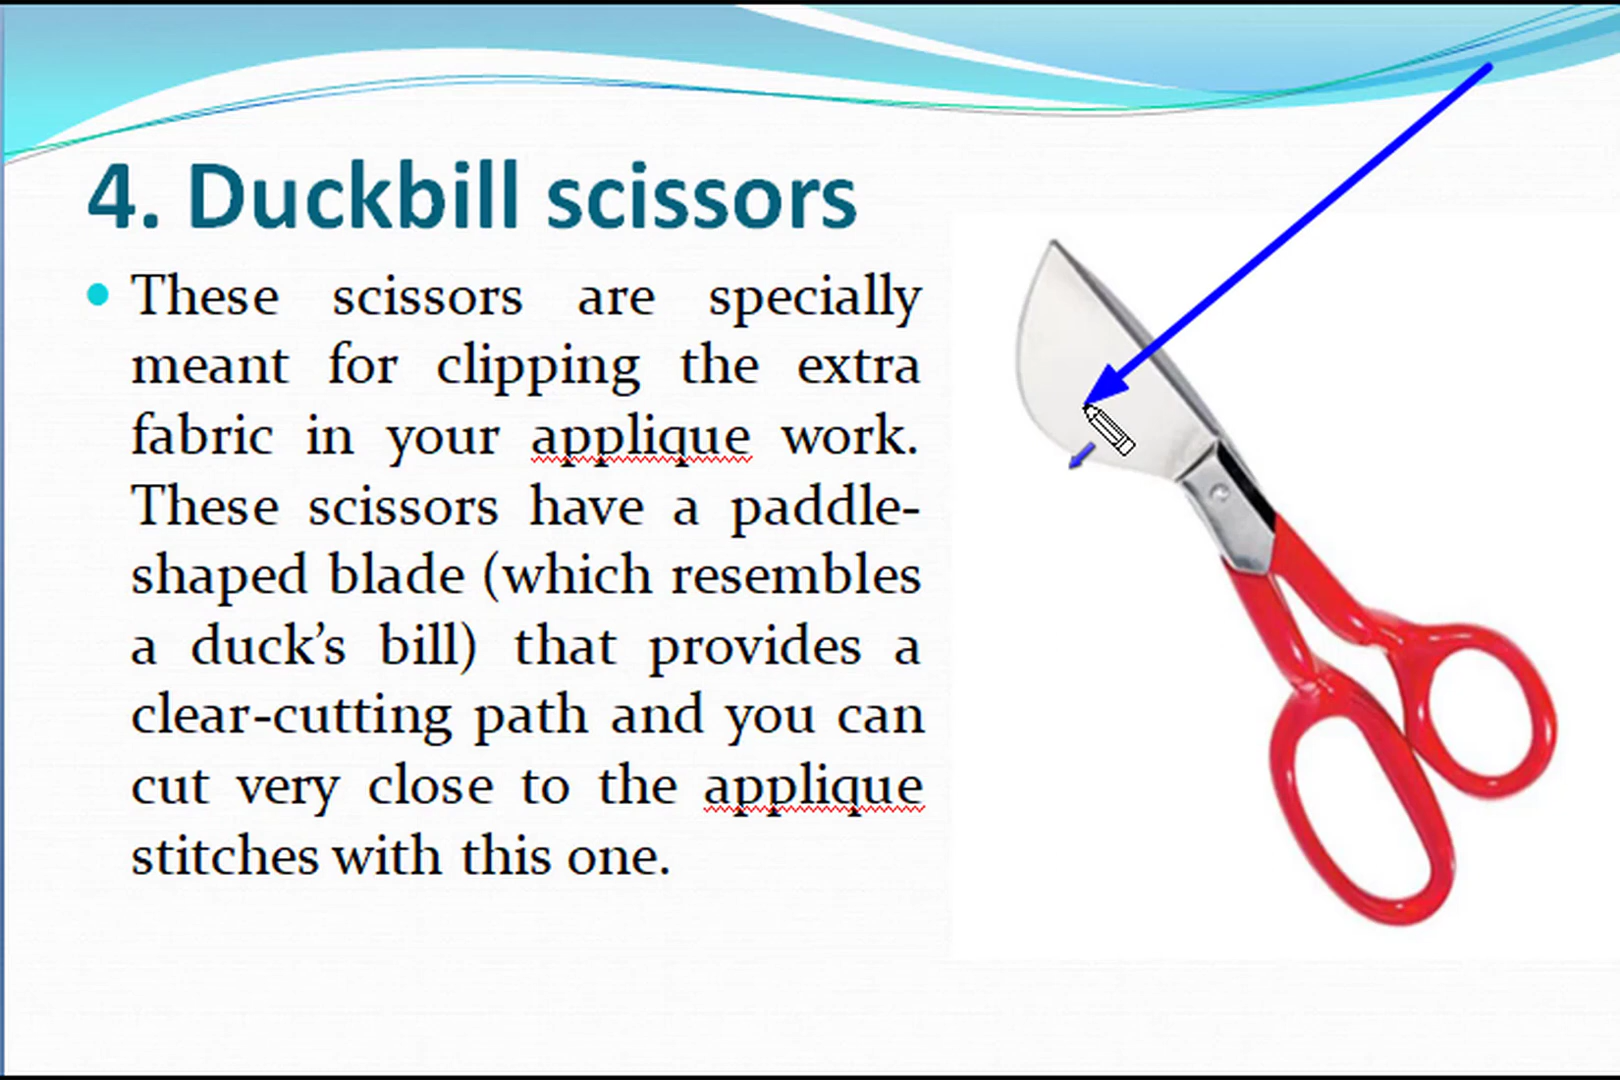 4. Duckbill scissors
These scissors are specially
meant for clipping the extra
fabric in your applique work.
These scissors have a paddle-
shaped blade (which resembles
a duck’s bill) that provides a
clear-cutting path and you can
cut very close to the applique
stitches with this one.